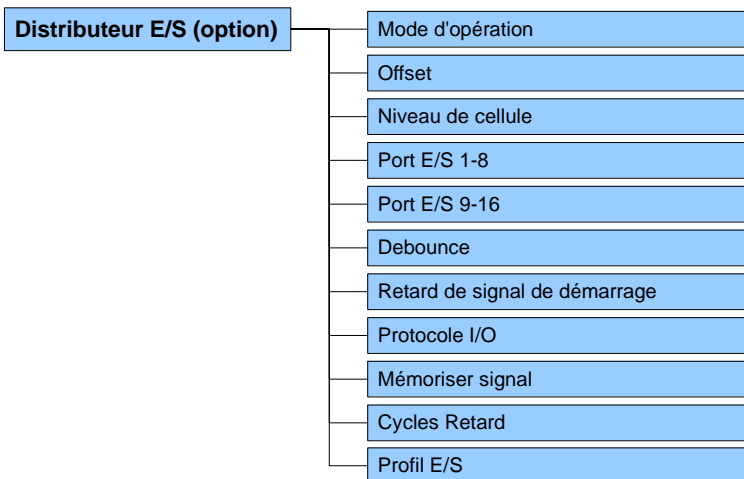 Distributeur E/S (option)
Mode d'opération
Offset
Niveau de cellule
Port E/S 1-8
Port E/S 9-16
Debounce
Retard de signal de démarrage
Protocole I/O
Mémoriser signal
Cycles Retard
Profil E/S